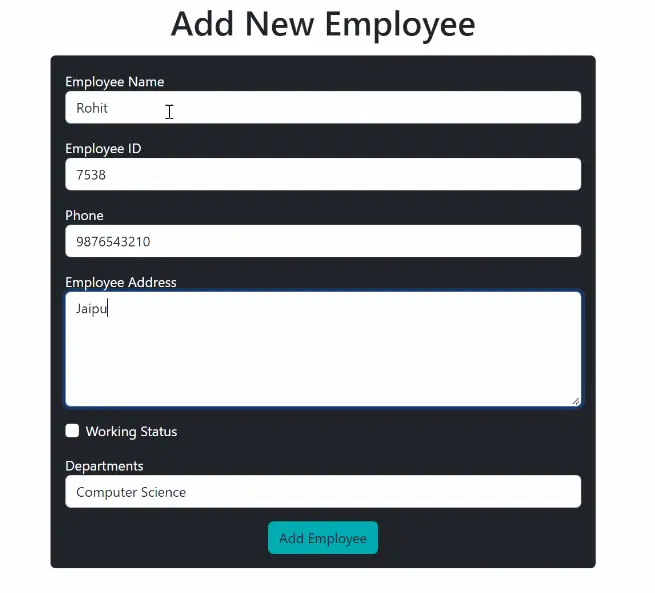 Add New Employee
Employee Name
Rohit
Employee ID
7538
Phone
9876543210
Employee Address
Jaipu
Working Status
Departments
Computer Science
Add Employee